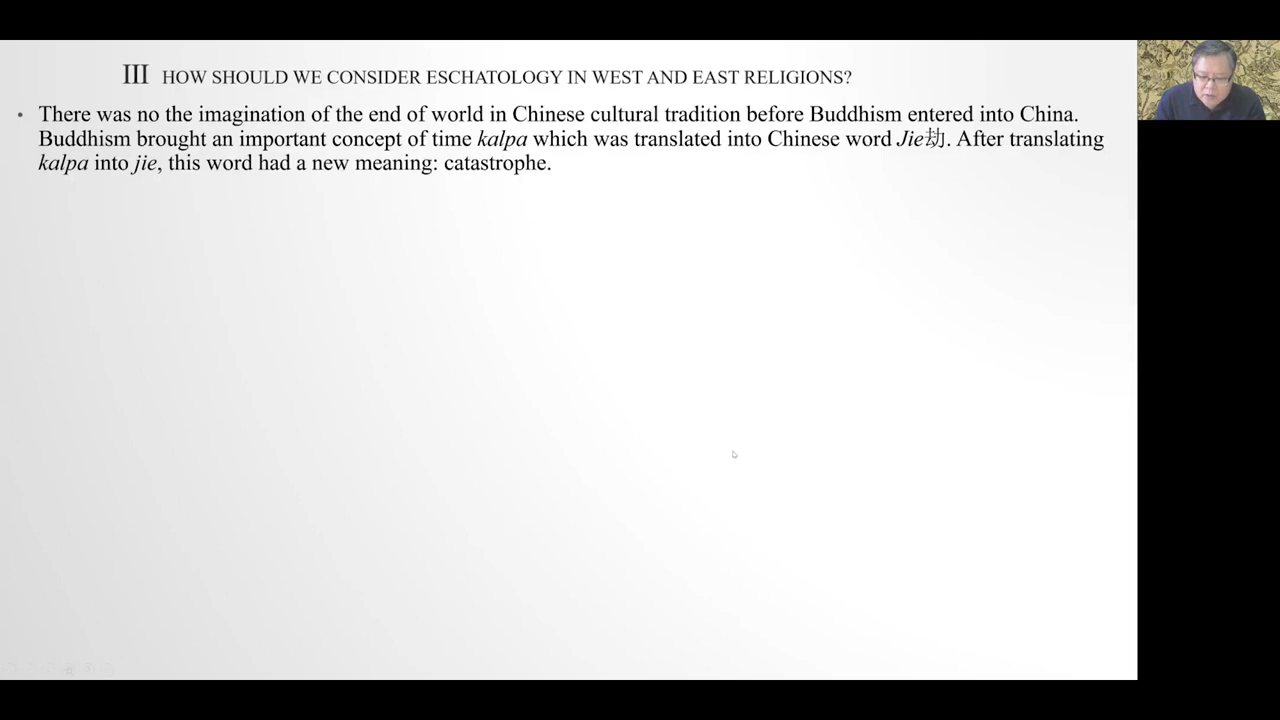 III HOW SHOULD WE CONSIDER ESCHATOLOGY IN WEST AND EAST RELIGIONS?
• There was no the imagination of the end of world in Chinese cultural tradition before Buddhism entered into China.
Buddhism brought an important concept of time kalpa which was translated into Chinese word Jie劫. After translating
kalpa into jie, this word had a new meaning: catastrophe.